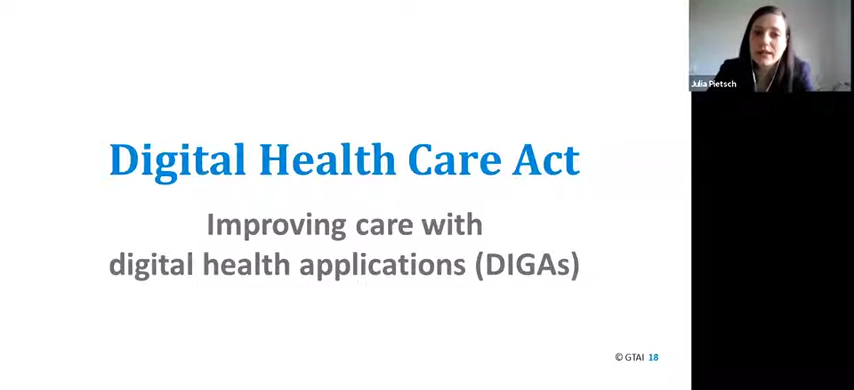 Digital Health Care Act
Improving care with
digital health applications (DIGAs)
© GTAI 18
Julia Pietsch